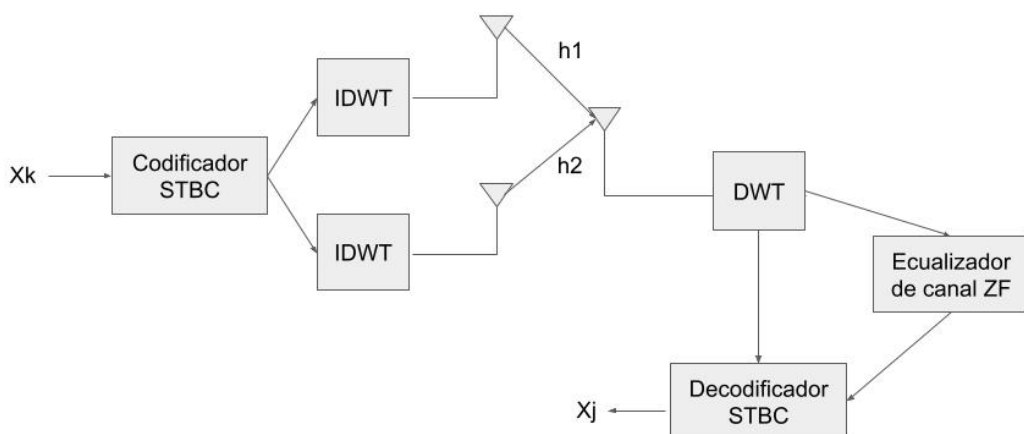 h1
IDWT
Xk
Codificador
STBC
h2
DWT
IDWT
Ecualizador
de canal ZF
Decodificador
STBC
Xj